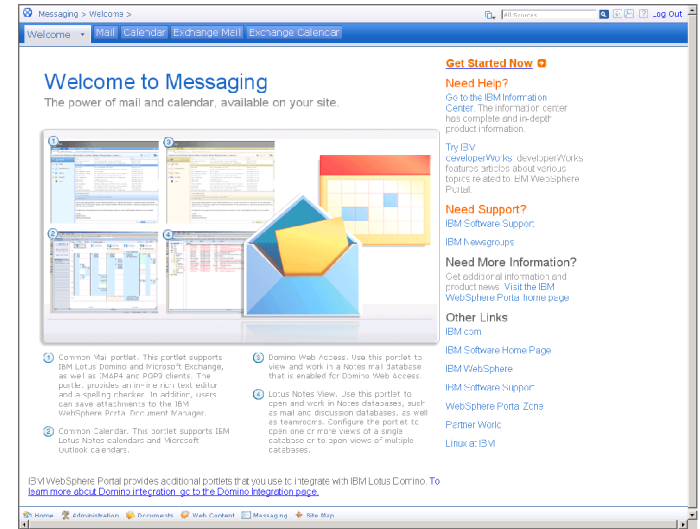 Messaging > Welcome >
All Sources
Log Out
Welcome
Mail
Calendar
Exchange Mail
Exchange Calendar
Welcome to Messaging
The power of mail and calendar, available on your site.
1
3
2
4
1 Common Mail portlet. This portlet supports
IBM Lotus Domino and Microsoft Exchange,
as well as IMAP4 and POP3 clients. The
portlet provides an in-line rich text editor
and a spelling checker. In addition, users
can save attachments to the IBM
WebSphere Portal Document Manager.
2 Common Calendar. This portlet supports IBM
Lotus Notes calendars and Microsoft
Outlook calendars.
3 Domino Web Access. Use this portlet to
view and work in a Notes mail database
that is enabled for Domino Web Access.
4 Lotus Notes View. Use this portlet to
open and work in Notes databases, such
as mail and discussion databases, as well
as teamrooms. Configure the portlet to
open one or more views of a single
database or to open views of multiple
databases.
Get Started Now
Need Help?
Go to the IBM Information
Center. The information center
has complete and in-depth
product information.
Try IBM
developerWorks. developerWorks
features articles about various
topics related to IBM WebSphere
Portal.
Need Support?
IBM Software Support
IBM Newsgroups
Need More Information?
Get additional information and
product news. Visit the IBM
WebSphere Portal home page
Other Links
IBM.com
IBM Software Home Page
IBM WebSphere
IBM Software Support
WebSphere Portal Zone
Partner World
Linux at IBM
IBM WebSphere Portal provides additional portlets that you use to integrate with IBM Lotus Domino. To
learn more about Domino integration, go to the Domino Integration page.
Home
Administration
Documents
Web Content
Messaging
Site Map